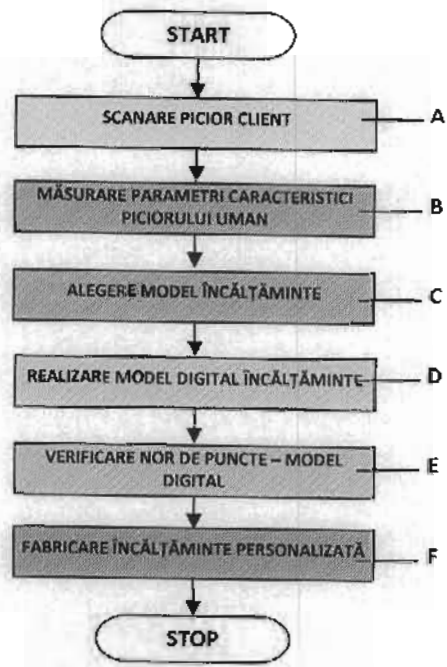 START
SCANARE PICIOR CLIENT
A
MĂSURARE PARAMETRI CARACTERISTICI
PICIORULUI UMAN
B
ALEGERE MODEL ÎNCĂLȚĂMINTE
C
REALIZARE MODEL DIGITAL ÎNCĂLȚĂMINTE
D
VERIFICARE NOR DE PUNCTE – MODEL
DIGITAL
E
FABRICARE ÎNCĂLȚĂMINTE PERSONALIZATĂ
F
STOP